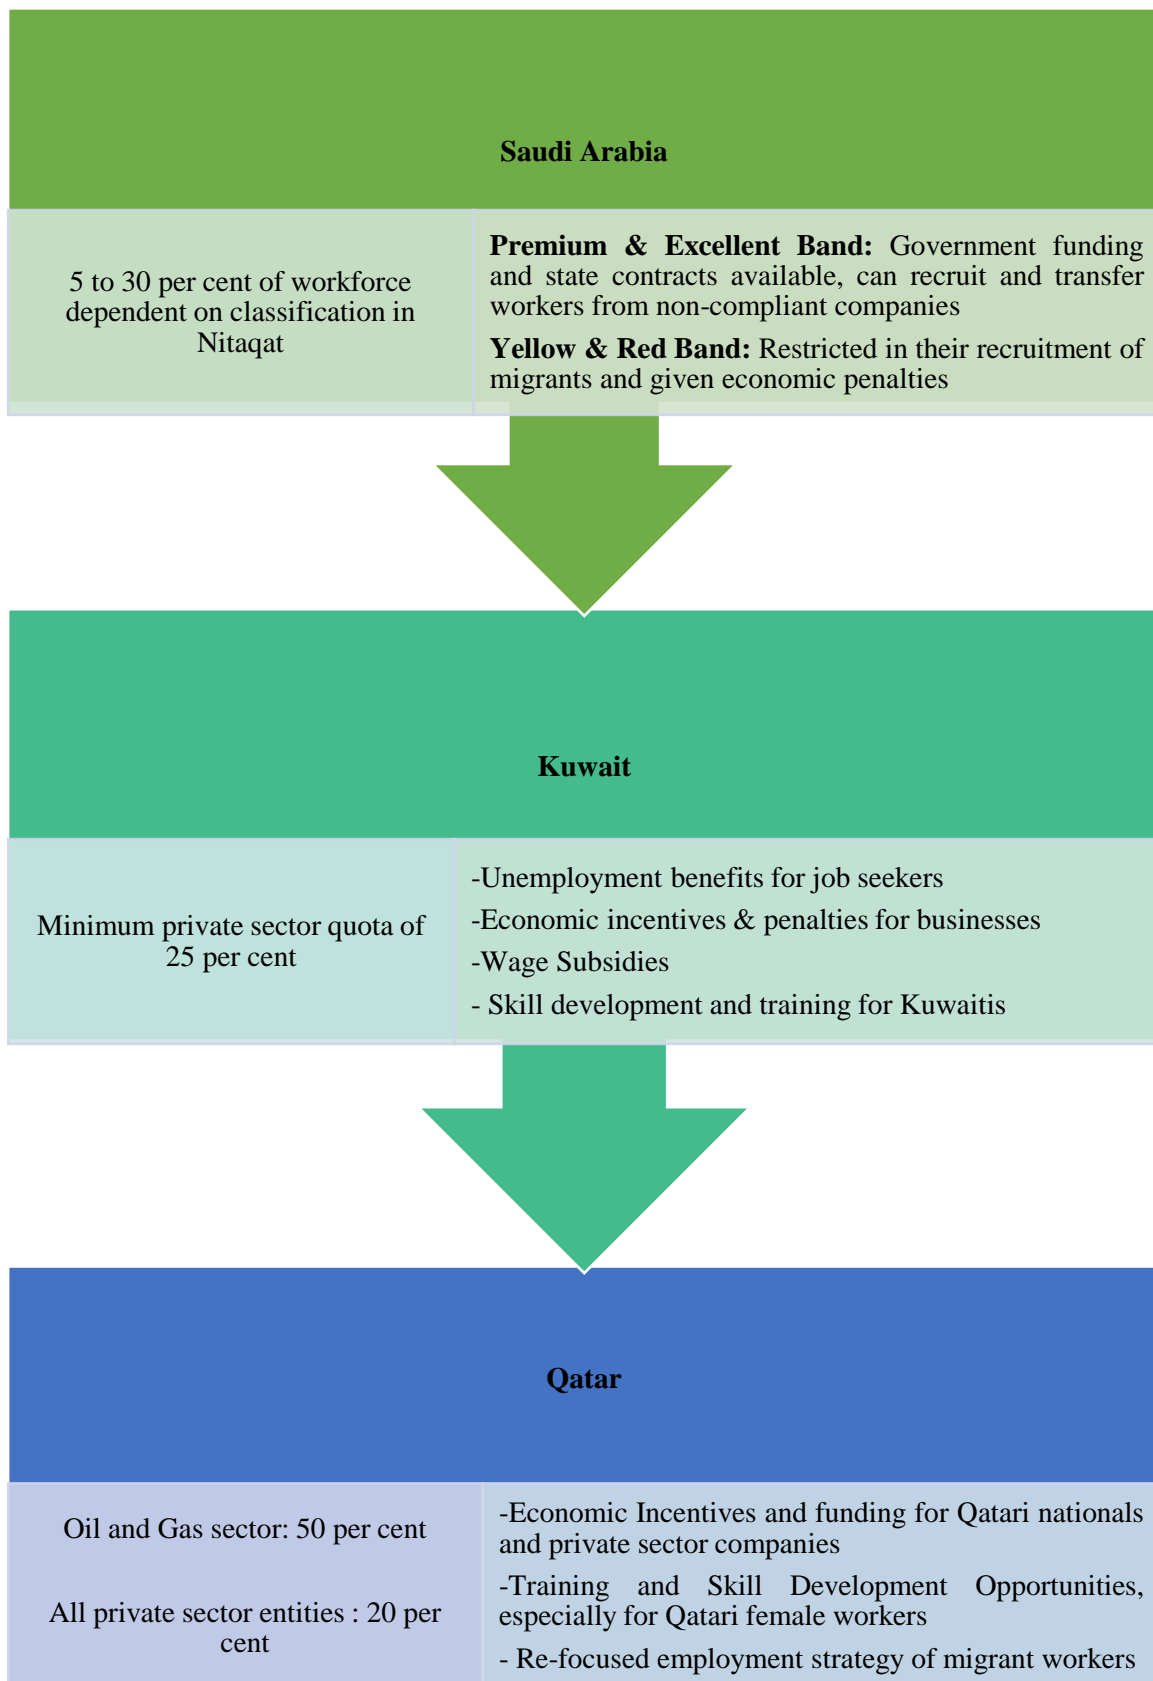 Saudi Arabia
5 to 30 per cent of workforce
dependent on classification in
Nitaqat
Premium & Excellent Band: Government funding
and state contracts available, can recruit and transfer
workers from non-compliant companies
Yellow & Red Band: Restricted in their recruitment of
migrants and given economic penalties
Kuwait
Minimum private sector quota of
25 per cent
-Unemployment benefits for job seekers
-Economic incentives & penalties for businesses
-Wage Subsidies
- Skill development and training for Kuwaitis
Qatar
Oil and Gas sector: 50 per cent
All private sector entities : 20 per
cent
-Economic Incentives and funding for Qatari nationals
and private sector companies
-Training and Skill Development Opportunities,
especially for Qatari female workers
- Re-focused employment strategy of migrant workers